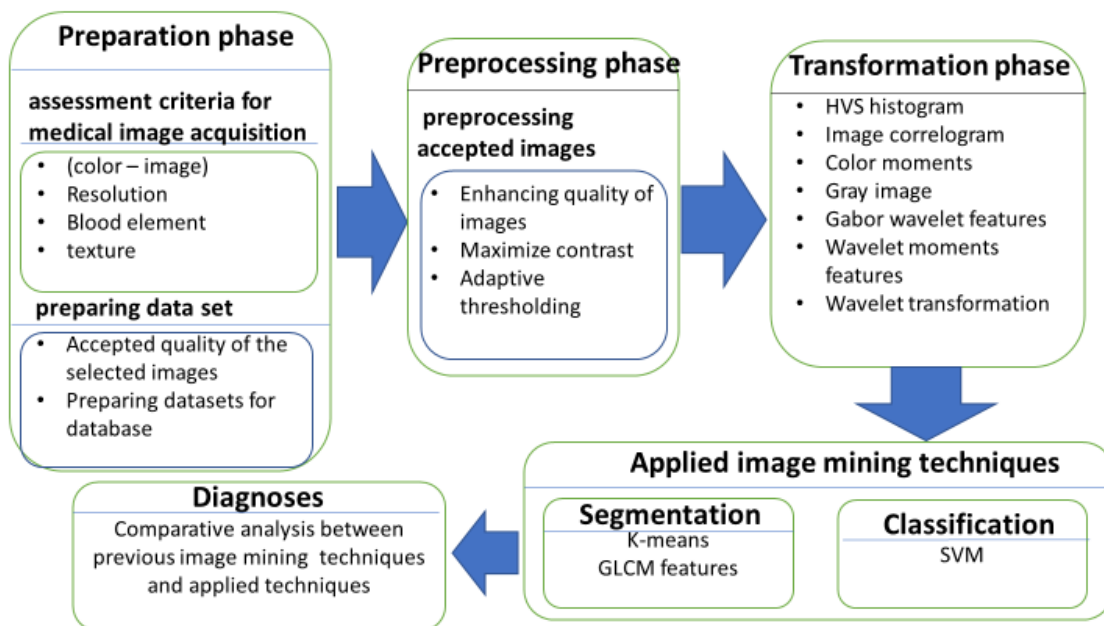 Preparation phase
assessment criteria for
medical image acquisition
• (color – image)
• Resolution
• Blood element
• texture
preparing data set
• Accepted quality of the
selected images
• Preparing datasets for
database
Preprocessing phase
preprocessing
accepted images
• Enhancing quality of
images
• Maximize contrast
• Adaptive
thresholding
Transformation phase
• HVS histogram
• Image correlogram
• Color moments
• Gray image
• Gabor wavelet features
• Wavelet moments
features
• Wavelet transformation
Applied image mining techniques
Segmentation
K-means
GLCM features
Classification
SVM
Diagnoses
Comparative analysis between
previous image mining techniques
and applied techniques